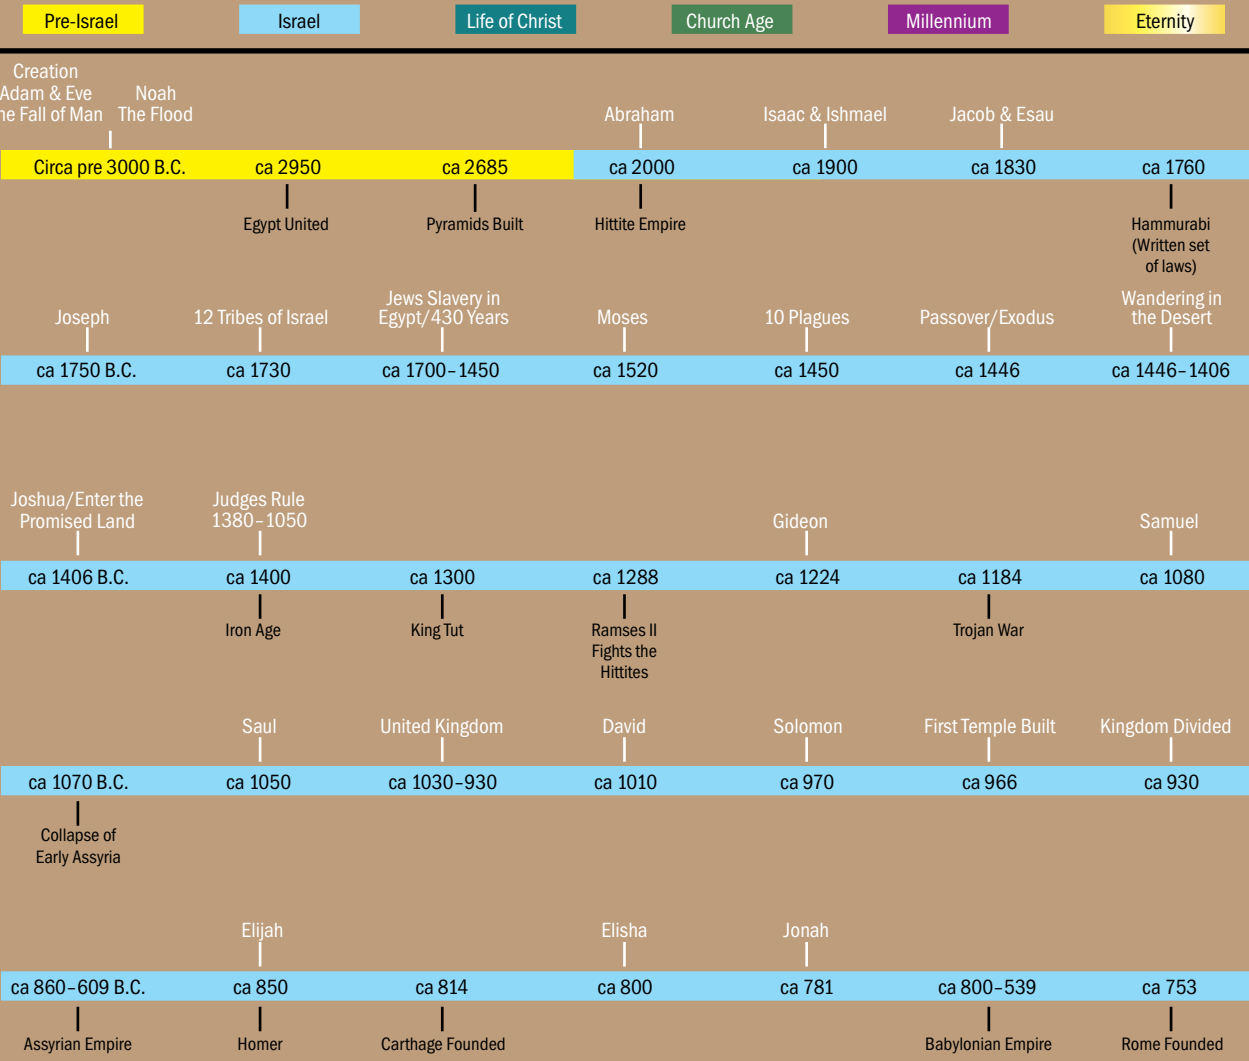 Pre-Israel Israel Life of Christ Church Age Millennium Eternity
Creation
Adam & Eve Noah
he Fall of Man The Flood Abraham Isaac & Ishmael Jacob & Esau
Circa pre 3000 B.C. ca 2950 ca 2685 ca 2000 ca 1900 ca 1830 ca 1760
Egypt United Pyramids Built Hittite Empire Hammurabi
(Written set
of laws)
Jews Slavery in Wandering in
Joseph 12 Tribes of Israel Egypt/430 Years Moses 10 Plagues Passover/Exodus the Desert
ca 1750 B.C. ca 1730 ca 1700–1450 ca 1520 ca 1450 ca 1446 ca 1446–1406
Joshua/Enter the Judges Rule
Promised Land 1380–1050 Gideon Samuel
ca 1406 B.C. ca 1400 ca 1300 ca 1288 ca 1224 ca 1184 ca 1080
Iron Age King Tut Ramses II Trojan War
Fights the
Hittites
Saul United Kingdom David Solomon First Temple Built Kingdom Divided
ca 1070 B.C. ca 1050 ca 1030–930 ca 1010 ca 970 ca 966 ca 930
Collapse of
Early Assyria
Elijah Elisha Jonah
ca 860–609 B.C. ca 850 ca 814 ca 800 ca 781 ca 800–539 ca 753
Assyrian Empire Homer Carthage Founded Babylonian Empire Rome Founded